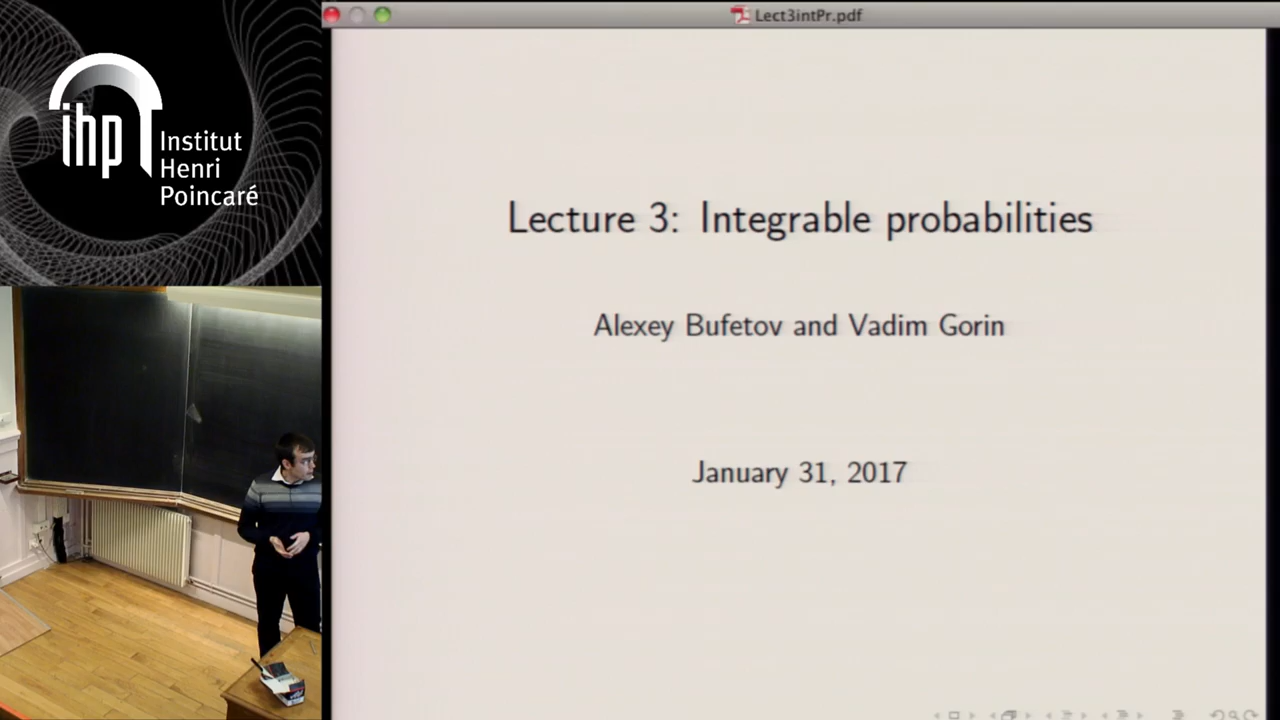 ihp
Institut
Henri
Poincaré
Lect3intPr.pdf
Lecture 3: Integrable probabilities
Alexey Bufetov and Vadim Gorin
January 31, 2017